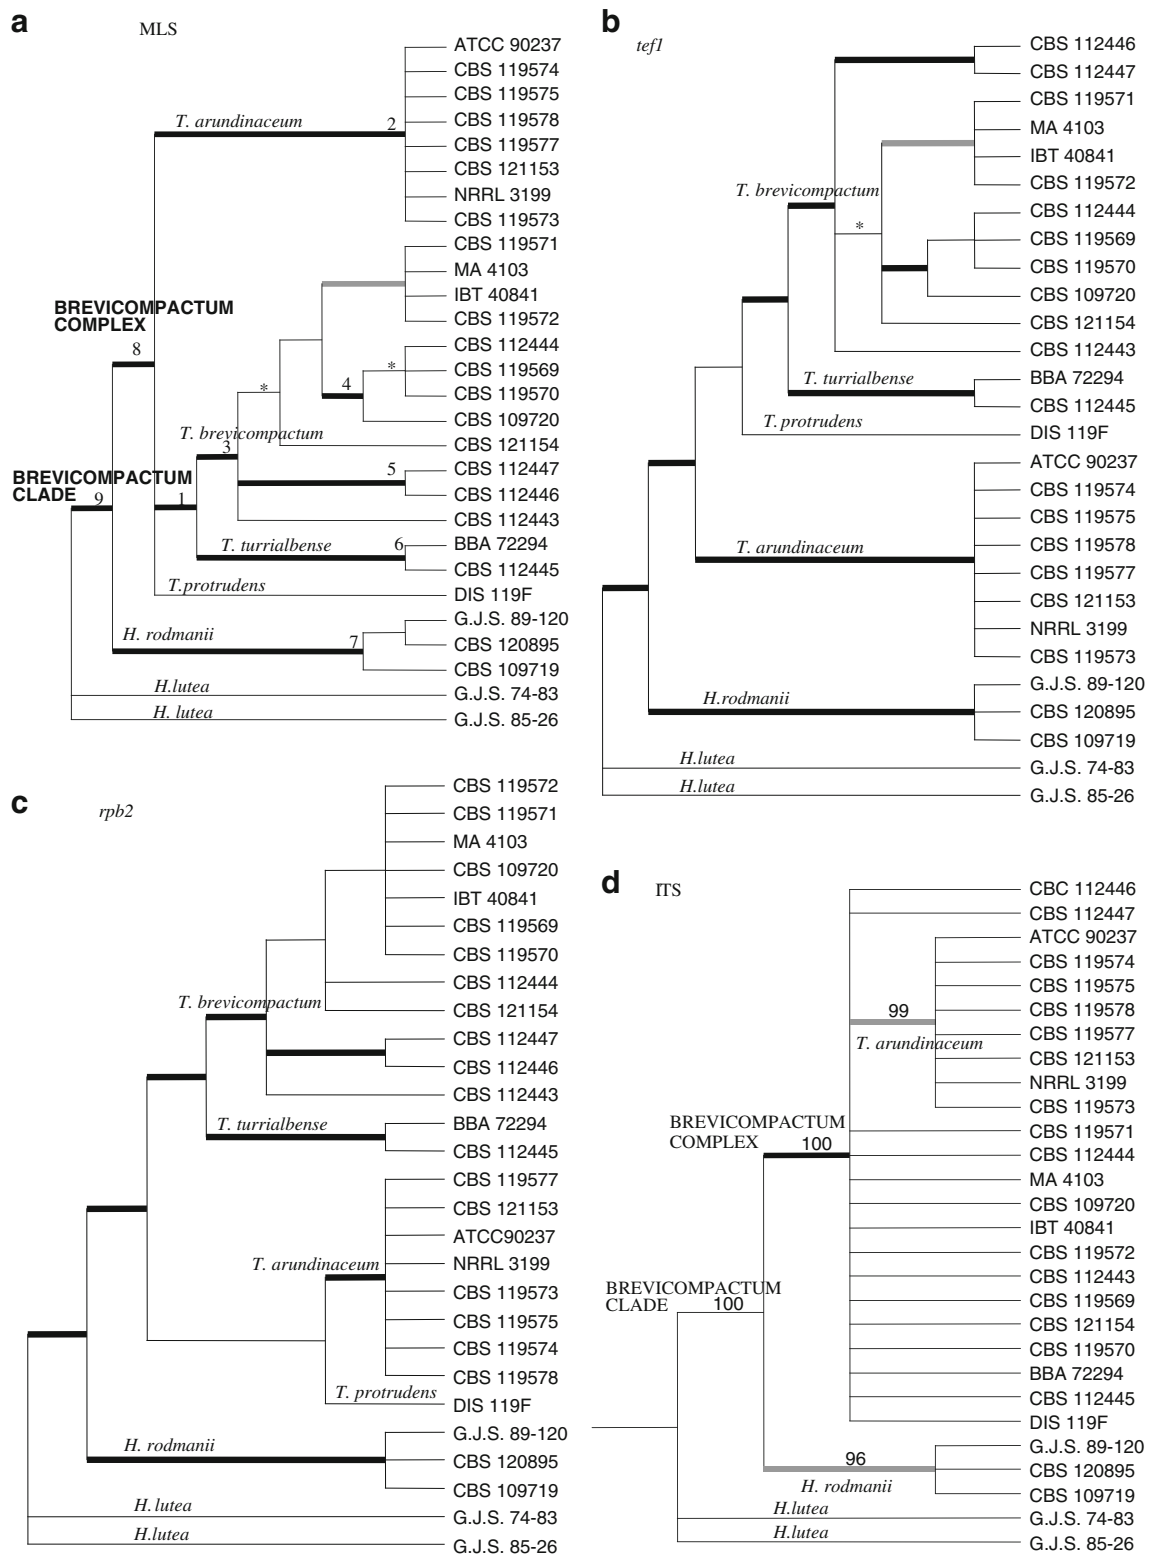 a
MLS
ATCC 90237
CBS 119574
CBS 119575
CBS 119578
T. arundinaceum
2
CBS 119577
CBS 121153
NRRL 3199
CBS 119573
CBS 119571
MA 4103
IBT 40841
CBS 119572
BREVICOMPACTUM
COMPLEX
8
CBS 112444
*
CBS 119569
*
4
CBS 119570
CBS 109720
T. brevicompactum
3
CBS 121154
CBS 112447
5
BREVICOMPACTUM
CLADE
9
1
CBS 112446
CBS 112443
T. turrialbense
6
BBA 72294
CBS 112445
T.protrudens
DIS 119F
G.J.S. 89-120
H. rodmanii
7
CBS 120895
CBS 109719
H.lutea
G.J.S. 74-83
H. lutea
G.J.S. 85-26
b
tef1
CBS 112446
CBS 112447
CBS 119571
MA 4103
IBT 40841
CBS 119572
T. brevicompactum
*
CBS 112444
CBS 119569
CBS 119570
CBS 109720
CBS 121154
CBS 112443
T. turrialbense
BBA 72294
CBS 112445
T. protrudens
DIS 119F
ATCC 90237
CBS 119574
CBS 119575
T. arundinaceum
CBS 119578
CBS 119577
CBS 121153
NRRL 3199
CBS 119573
G.J.S. 89-120
H.rodmanii
CBS 120895
CBS 109719
H.lutea
G.J.S. 74-83
H.lutea
G.J.S. 85-26
c
rpb2
CBS 119572
CBS 119571
MA 4103
CBS 109720
IBT 40841
CBS 119569
CBS 119570
CBS 112444
T. brevicompactum
CBS 121154
CBS 112447
CBS 112446
CBS 112443
T. turrialbense
BBA 72294
CBS 112445
CBS 119577
CBS 121153
ATCC90237
T. arundinaceum
NRRL 3199
CBS 119573
CBS 119575
CBS 119574
CBS 119578
T. protrudens
DIS 119F
G.J.S. 89-120
H. rodmanii
CBS 120895
CBS 109719
H.lutea
G.J.S. 74-83
H.lutea
G.J.S. 85-26
d
ITS
CBC 112446
CBS 112447
ATCC 90237
CBS 119574
CBS 119575
99
CBS 119578
CBS 119577
T. arundinaceum
CBS 121153
NRRL 3199
CBS 119573
BREVICOMPACTUM
COMPLEX
100
CBS 119571
CBS 112444
MA 4103
CBS 109720
IBT 40841
CBS 119572
CBS 112443
BREVICOMPACTUM
CLADE
100
CBS 119569
CBS 121154
CBS 119570
BBA 72294
CBS 112445
DIS 119F
G.J.S. 89-120
96
CBS 120895
H. rodmanii
CBS 109719
H.lutea
G.J.S. 74-83
H.lutea
G.J.S. 85-26